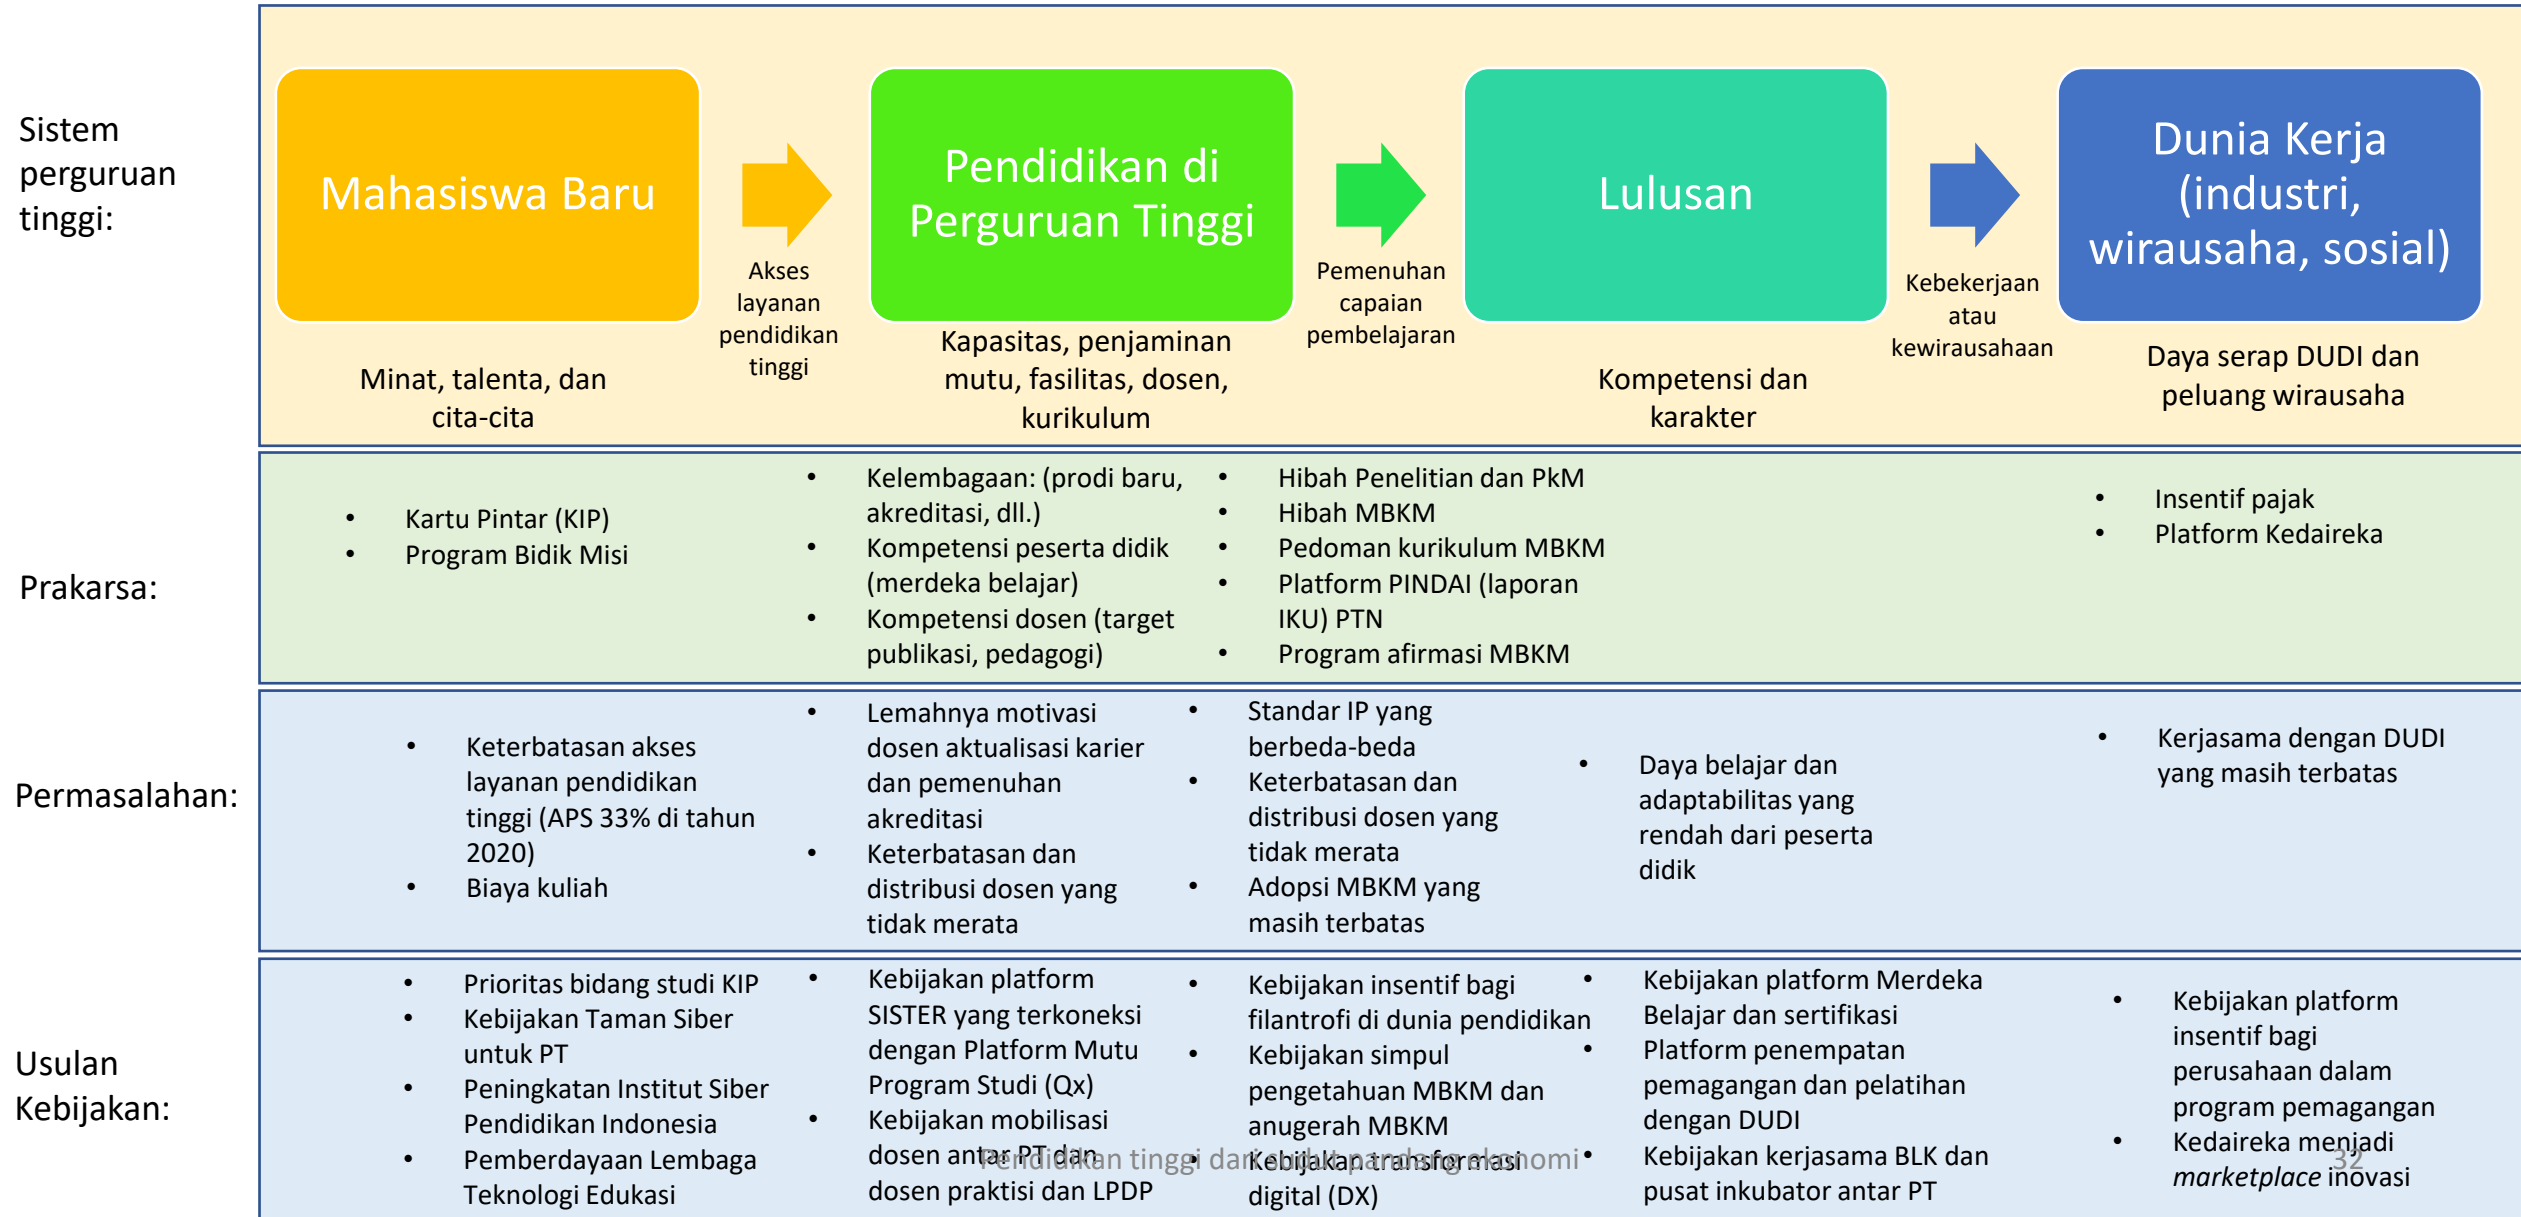 Sistem
perguruan
tinggi:
Mahasiswa Baru
Minat, talenta, dan
cita-cita
Akses
layanan
pendidikan
tinggi
Pendidikan di
Perguruan Tinggi
Kapasitas, penjaminan
mutu, fasilitas, dosen,
kurikulum
Pemenuhan
capaian
pembelajaran
Lulusan
Kompetensi dan
karakter
Kebekerjaan
atau
kewirausahaan
Dunia Kerja
(industri,
wirausaha, sosial)
Daya serap DUDI dan
peluang wirausaha
Prakarsa:
• Kartu Pintar (KIP)
• Program Bidik Misi
• Kelembagaan: (prodi baru,
akreditasi, dll.)
• Kompetensi peserta didik
(merdeka belajar)
• Kompetensi dosen (target
publikasi, pedagogi)
• Hibah Penelitian dan PkM
• Hibah MBKM
• Pedoman kurikulum MBKM
• Platform PINDAI (laporan
IKU) PTN
• Program afirmasi MBKM
• Insentif pajak
• Platform Kedaireka
Permasalahan:
• Keterbatasan akses
layanan pendidikan
tinggi (APS 33% di tahun
2020)
• Biaya kuliah
• Lemahnya motivasi
dosen aktualisasi karier
dan pemenuhan
akreditasi
• Keterbatasan dan
distribusi dosen yang
tidak merata
• Standar IP yang
berbeda-beda
• Keterbatasan dan
distribusi dosen yang
tidak merata
• Adopsi MBKM yang
masih terbatas
• Daya belajar dan
adaptabilitas yang
rendah dari peserta
didik
• Kerjasama dengan DUDI
yang masih terbatas
Usulan
Kebijakan:
• Prioritas bidang studi KIP
• Kebijakan Taman Siber
untuk PT
• Peningkatan Institut Siber
Pendidikan Indonesia
• Pemberdayaan Lembaga
Teknologi Edukasi
• Kebijakan platform
SISTER yang terkoneksi
dengan Platform Mutu
Program Studi (Qx)
• Kebijakan mobilisasi
dosen antar PT dan
dosen praktisi dan LPDP
• Kebijakan insentif bagi
filantrofi di dunia pendidikan
• Kebijakan simpul
pengetahuan MBKM dan
anugerah MBKM
• Kebijakan transformasi
digital (DX)
• Kebijakan platform Merdeka
Belajar dan sertifikasi
• Platform penempatan
pemagangan dan pelatihan
dengan DUDI
• Kebijakan kerjasama BLK dan
pusat inkubator antar PT
• Kebijakan platform
insentif bagi
perusahaan dalam
program pemagangan
• Kedaireka menjadi
marketplace inovasi
Pendidikan tinggi dari sudut pandang ekonomi
32